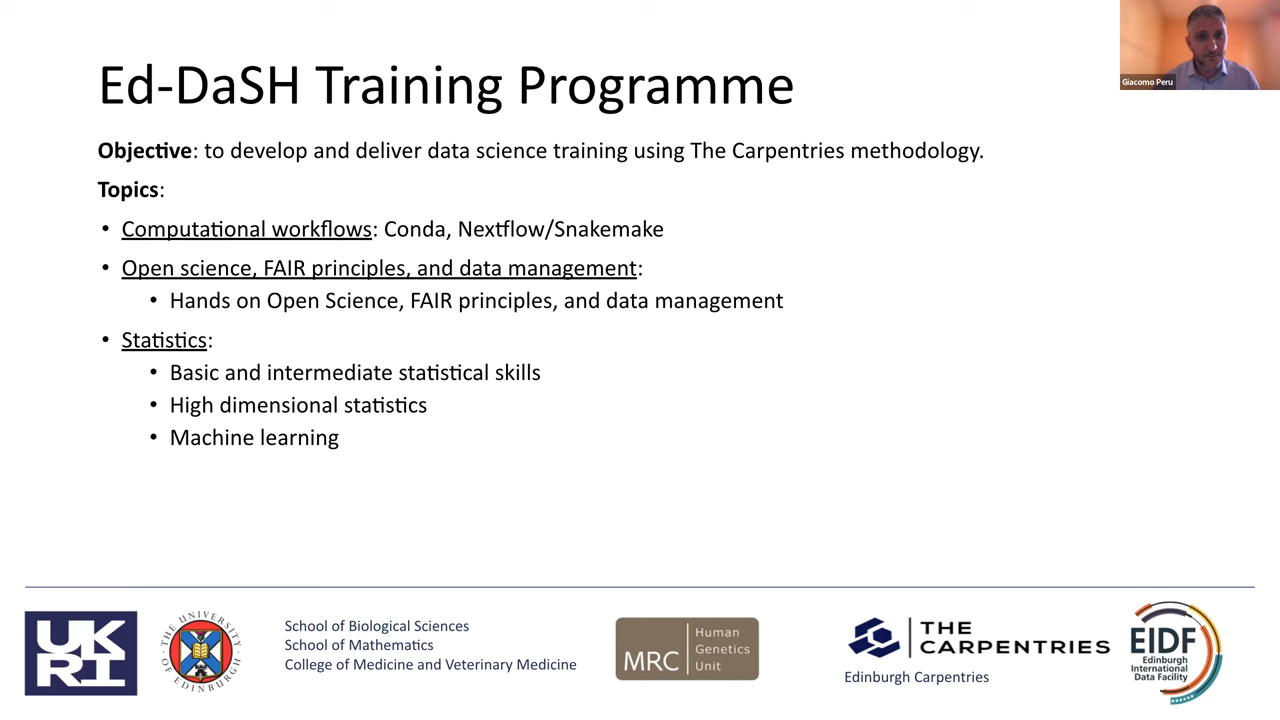 Ed-DaSH Training Programme
Giacomo Peru
Objective: to develop and deliver data science training using The Carpentries methodology.
Topics:
• Computational workflows: Conda, Nextflow/Snakemake
• Open science, FAIR principles, and data management:
• Hands on Open Science, FAIR principles, and data management
• Statistics:
• Basic and intermediate statistical skills
• High dimensional statistics
• Machine learning
UK
RI
THE UNIVERSITY OF EDINBURGH
School of Biological Sciences
School of Mathematics
College of Medicine and Veterinary Medicine
MRC
Human
Genetics
Unit
THE
CARPENTRIES
Edinburgh Carpentries
EIDF
Edinburgh
International
Data Facility